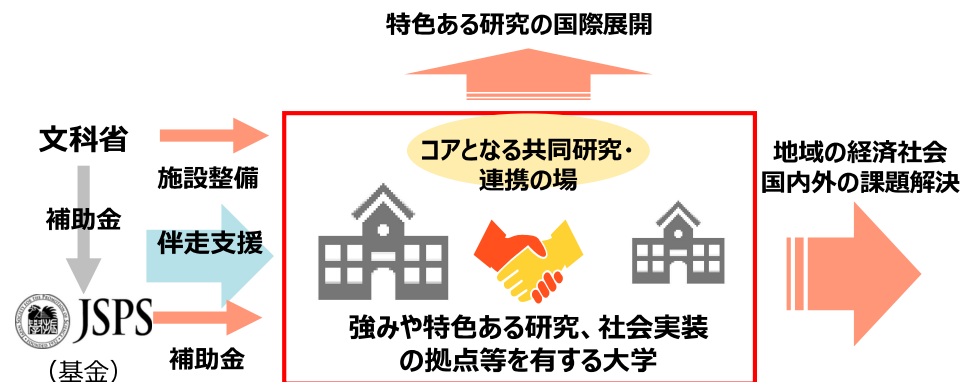 特色ある研究の国際展開
文科省
施設整備
補助金
伴走支援
JSPS
(基金)
補助金
コアとなる共同研究・
連携の場
強みや特色ある研究、社会実装
の拠点等を有する大学
地域の経済社会
国内外の課題解決